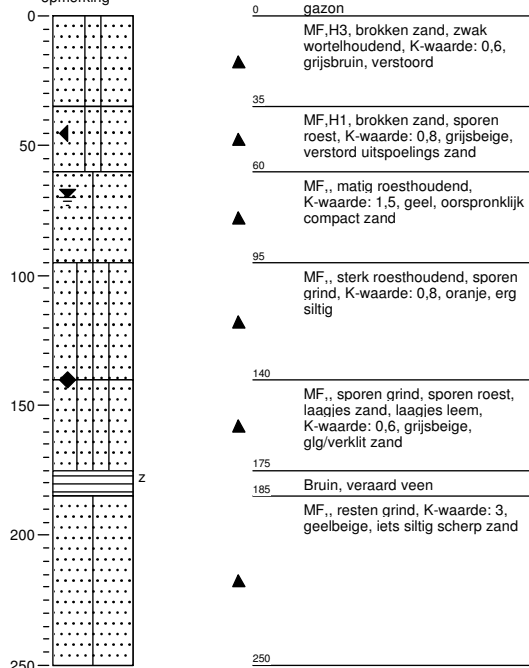 opmerking
0
50
100
150
200
250
z
0 gazon
MF,H3, brokken zand, zwak
wortelhoudend, K-waarde: 0,6,
grijsbruin, verstoord
35
MF,H1, brokken zand, sporen
roest, K-waarde: 0,8, grijsbeige,
verstord uitspoelings zand
60
MF,, matig roesthoudend,
K-waarde: 1,5, geel, oorspronklijk
compact zand
95
MF,, sterk roesthoudend, sporen
grind, K-waarde: 0,8, oranje, erg
siltig
140
MF,, sporen grind, sporen roest,
laagjes zand, laagjes leem,
K-waarde: 0,6, grijsbeige,
glg/verklit zand
175
Bruin, veraard veen
185
MF,, resten grind, K-waarde: 3,
geelbeige, iets siltig scherp zand
250